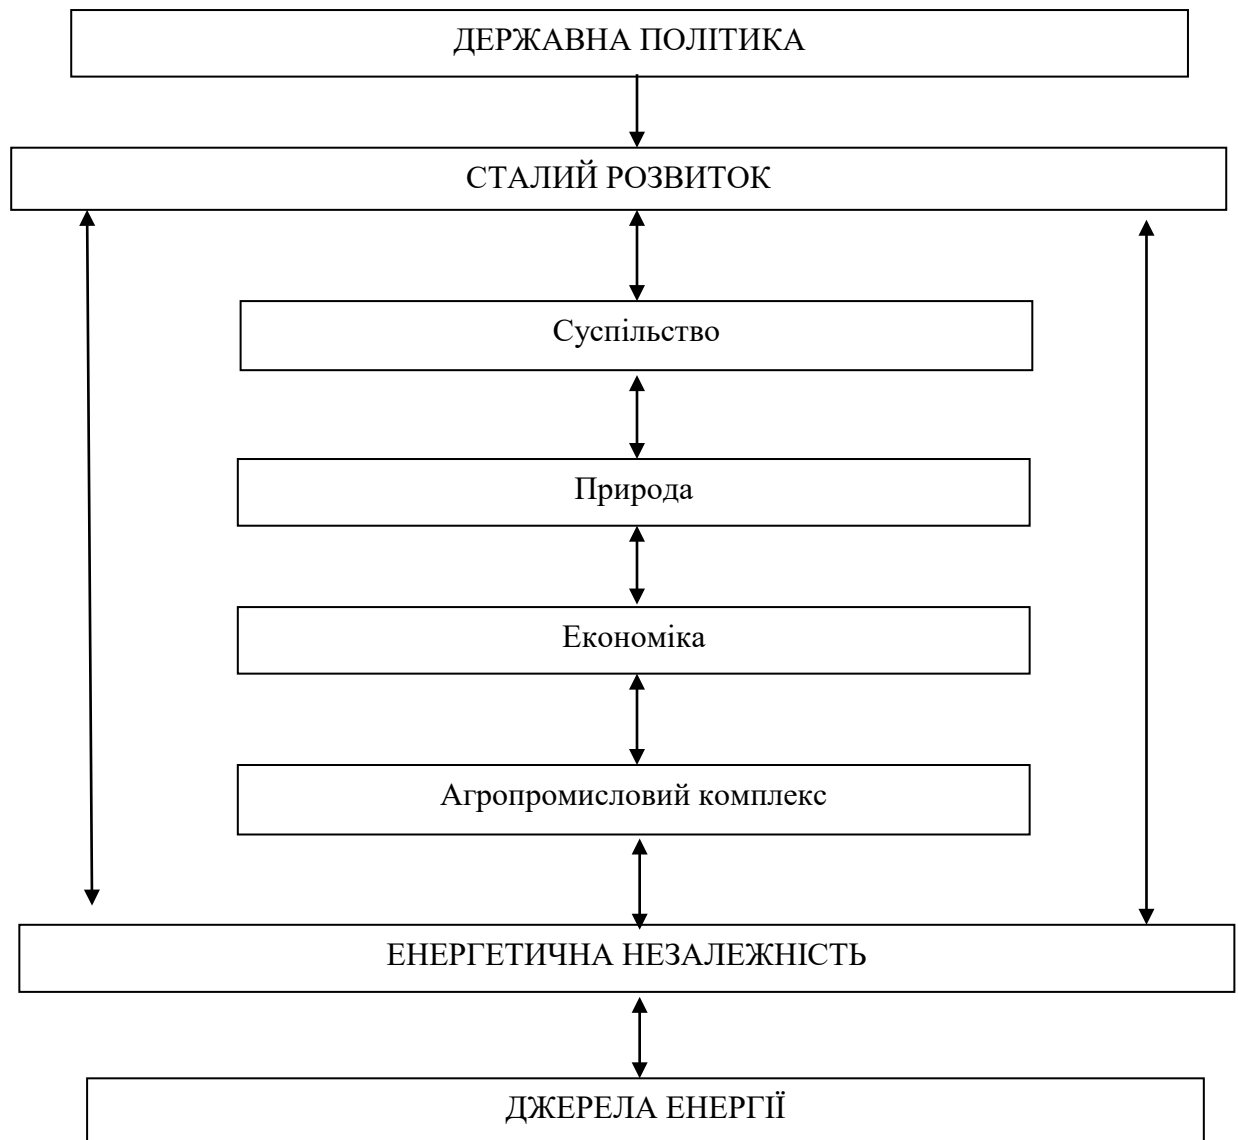 ДЕРЖАВНА ПОЛІТИКА
СТАЛИЙ РОЗВИТОК
Суспільство
Природа
Економіка
Агропромисловий комплекс
ЕНЕРГЕТИЧНА НЕЗАЛЕЖНІСТЬ
ДЖЕРЕЛА ЕНЕРГІЇ